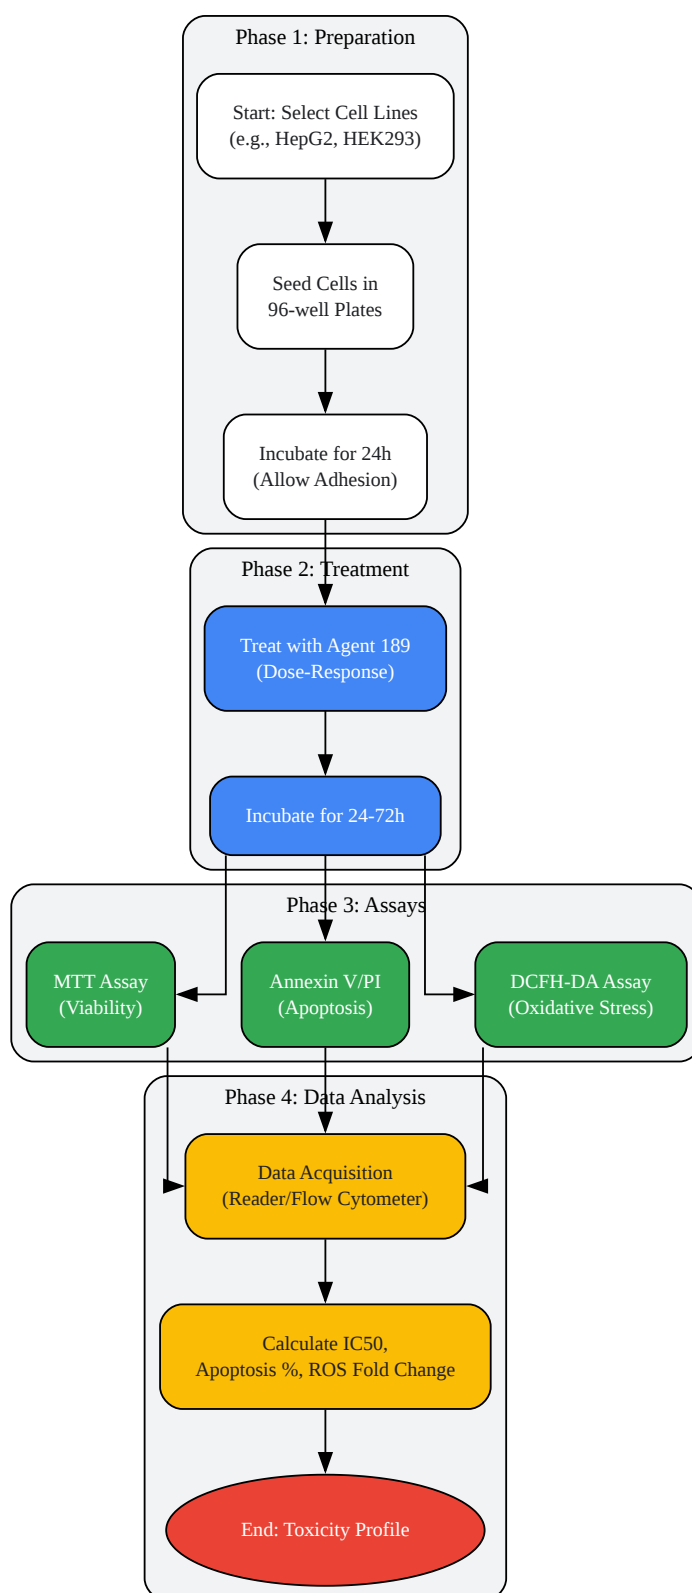 Phase 1: Preparation
Start: Select Cell Lines
(e.g., HepG2, HEK293)
Seed Cells in
96-well Plates
Incubate for 24h
(Allow Adhesion)
Phase 2: Treatment
Treat with Agent 189
(Dose-Response)
Incubate for 24-72h
Phase 3: Assays
MTT Assay
(Viability)
Annexin V/PI
(Apoptosis)
DCFH-DA Assay
(Oxidative Stress)
Phase 4: Data Analysis
Data Acquisition
(Reader/Flow Cytometer)
Calculate IC50,
Apoptosis %, ROS Fold Change
End: Toxicity Profile